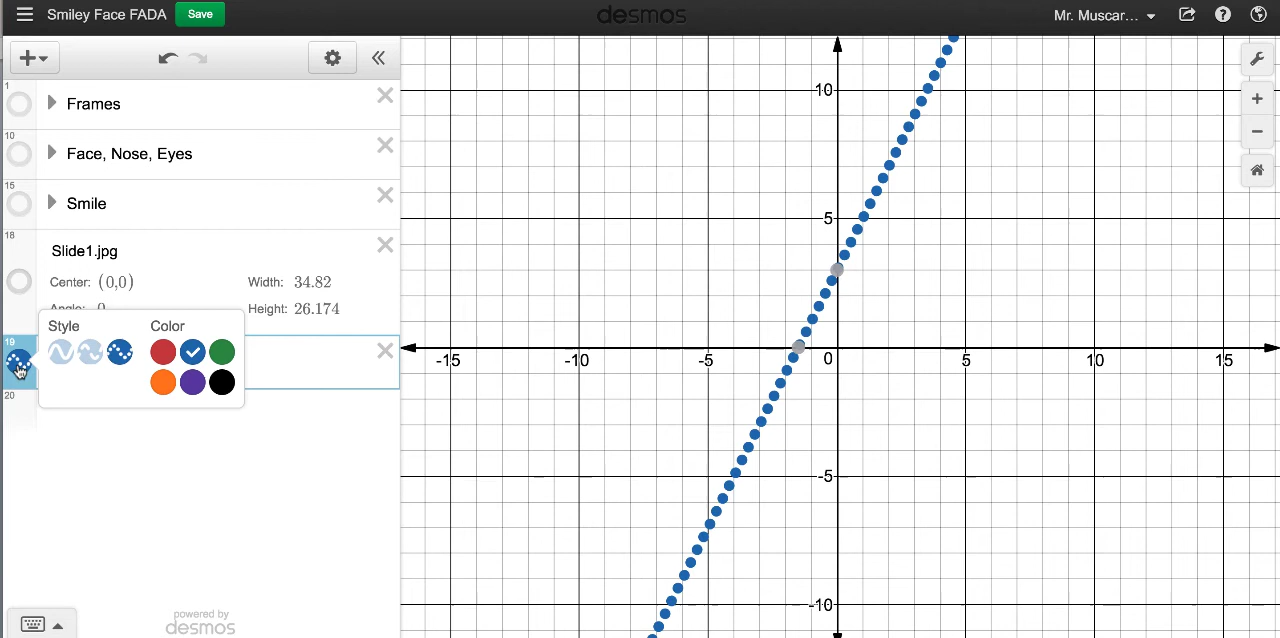 Smiley Face FADA
Save
desmos
Mr. Muscar...
1
Frames
10
Face, Nose, Eyes
15
Smile
18
Slide1.jpg
Center: (0,0)
Width: 34.82
Angle: 0
Height: 26.174
Style
Color
19
20
powered by
desmos
10
5
-15
-10
-5
0
5
10
15
-5
-10